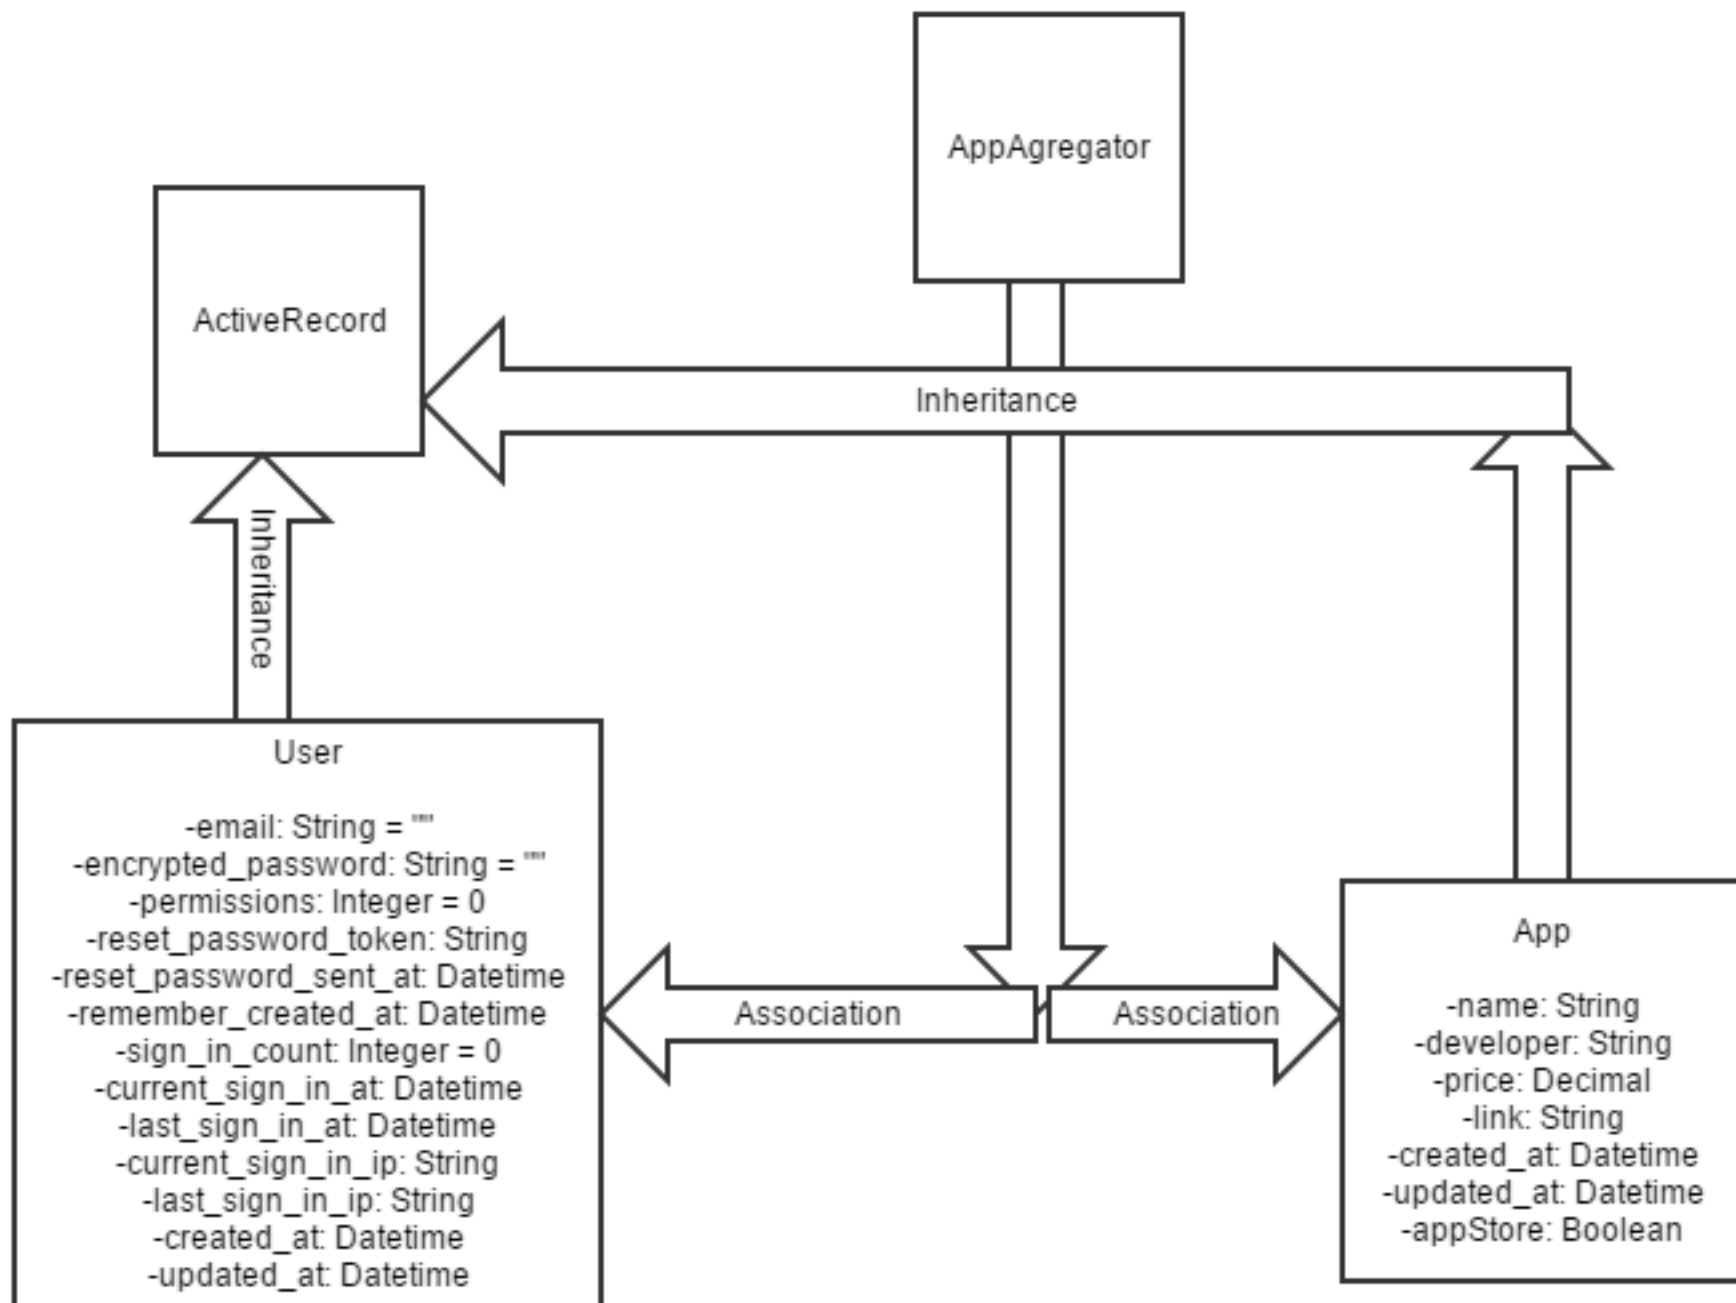 AppAgregator
ActiveRecord
Inheritance
Inheritance
User
-email: String = ""
-encrypted_password: String = ""
-permissions: Integer = 0
-reset_password_token: String
-reset_password_sent_at: Datetime
-remember_created_at: Datetime
-sign_in_count: Integer = 0
-current_sign_in_at: Datetime
-last_sign_in_at: Datetime
-current_sign_in_ip: String
-last_sign_in_ip: String
-created_at: Datetime
-updated_at: Datetime
Association
Association
App
-name: String
-developer: String
-price: Decimal
-link: String
-created_at: Datetime
-updated_at: Datetime
-appStore: Boolean